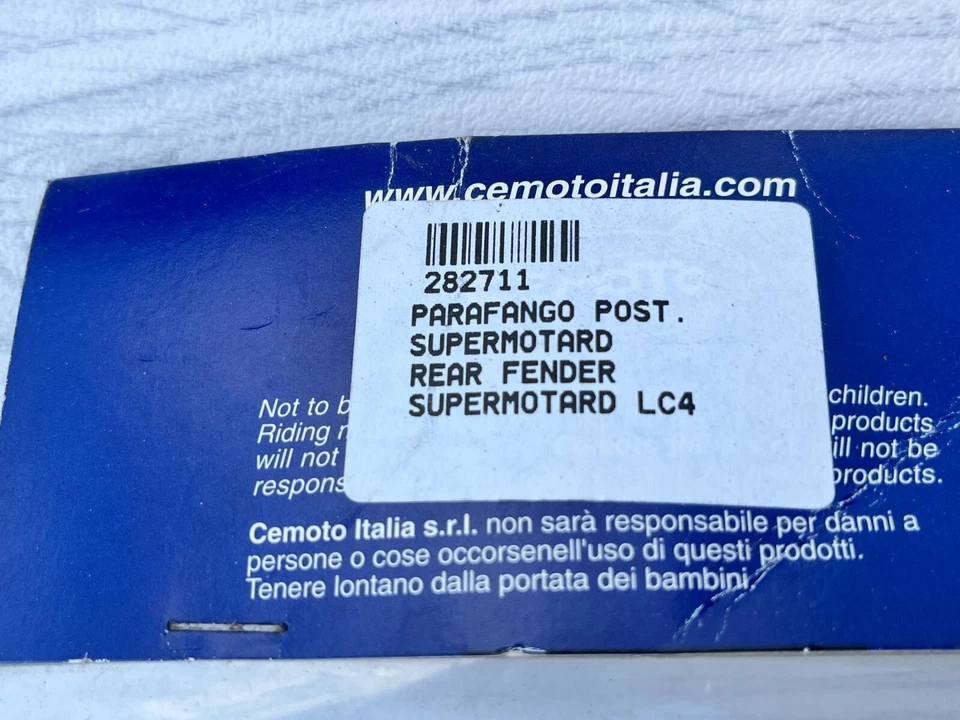 www.cemotoitalia.com
282711
PARAFANGO POST.
SUPERMOTARD
REAR FENDER
SUPERMOTARD LC4
Not to children.
Riding products
will not will not be
products.
Cemoto Italia s.r.l. non sarà responsabile per danni a
persone o cose occorsenell'uso di questi prodotti.
Tenere lontano dalla portata dei bambini.